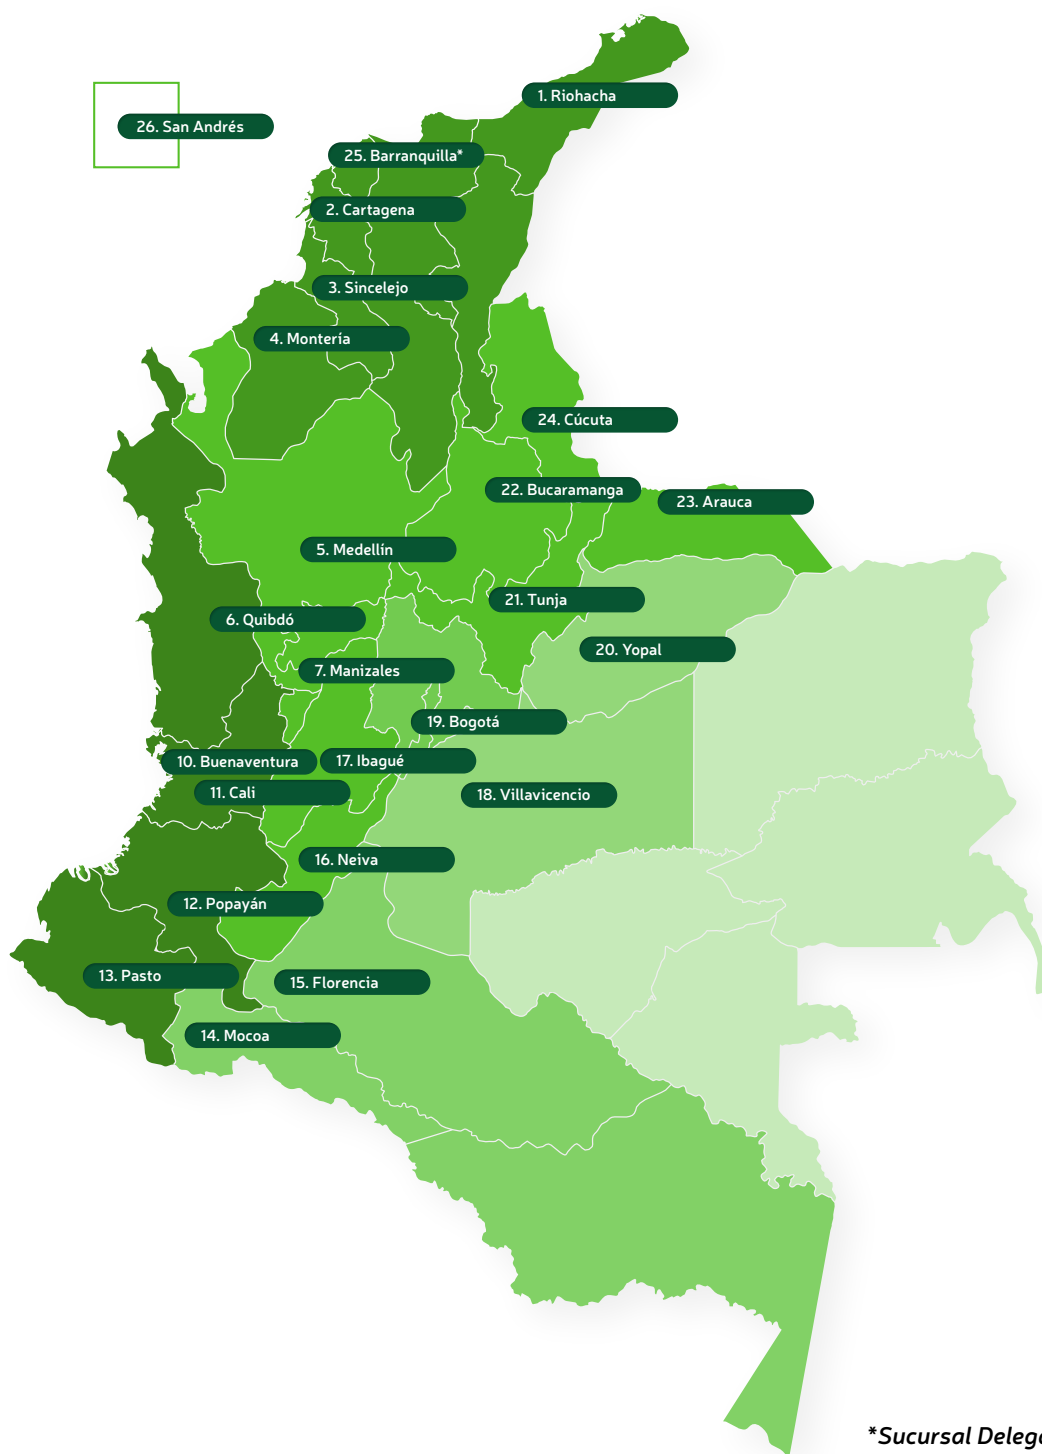 1. Riohacha
26. San Andrés
25. Barranquilla*
2. Cartagena
3. Sincelejo
4. Montería
24. Cúcuta
22. Bucaramanga
23. Arauca
5. Medellín
21. Tunja
6. Quibdó
20. Yopal
7. Manizales
19. Bogotá
10. Buenaventura
17. Ibagué
11. Cali
18. Villavicencio
16. Neiva
12. Popayán
13. Pasto
15. Florencia
14. Mocoa
*Sucursal